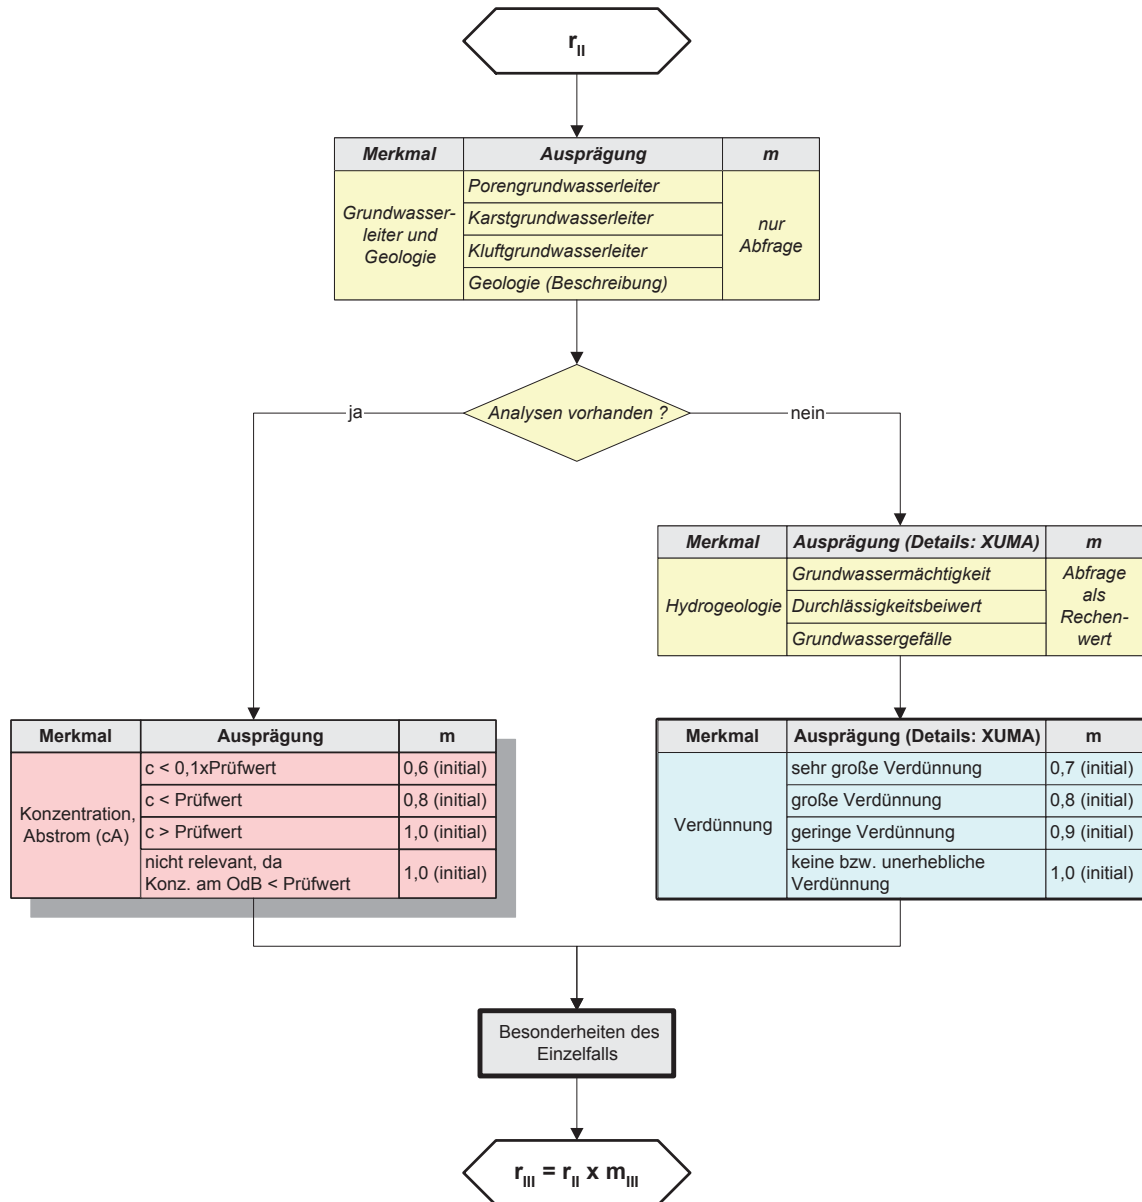 r II
Merkmal Ausprägung m
Grundwasser-
leiter und
Geologie
Porengrundwasserleiter
Karstgrundwasserleiter
Kluftgrundwasserleiter
Geologie (Beschreibung)
nur
Abfrage
Analysen vorhanden ?
ja
nein
Merkmal Ausprägung (Details: XUMA) m
Hydrogeologie
Grundwassermächtigkeit
Durchlässigkeitsbeiwert
Grundwassergefälle
Abfrage
als
Rechen-
wert
Merkmal Ausprägung m
Konzentration,
Abstrom (cA)
c < 0,1xPrüfwert 0,6 (initial)
c < Prüfwert 0,8 (initial)
c > Prüfwert 1,0 (initial)
nicht relevant, da
Konz. am OdB < Prüfwert 1,0 (initial)
Merkmal Ausprägung (Details: XUMA) m
Verdünnung
sehr große Verdünnung 0,7 (initial)
große Verdünnung 0,8 (initial)
geringe Verdünnung 0,9 (initial)
keine bzw. unerhebliche
Verdünnung 1,0 (initial)
Besonderheiten des
Einzelfalls
r III = r II x m III